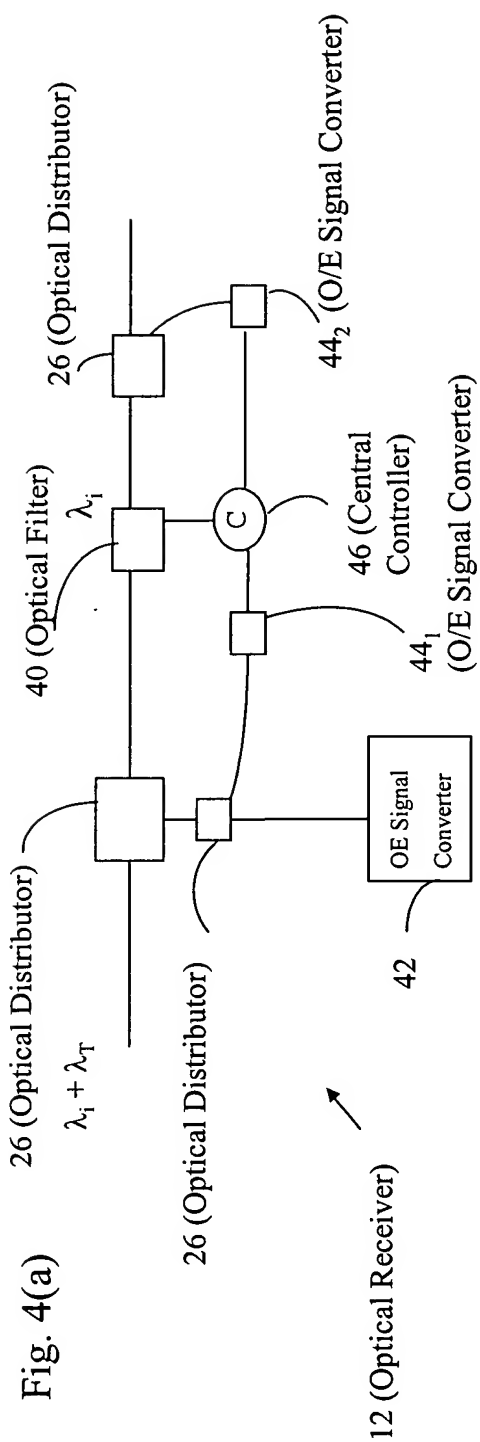 Fig. 4(a)
26 (Optical Distributor)
λi + λT
40 (Optical Filter)
λi
26 (Optical Distributor)
26 (Optical Distributor)
C
44₂ (O/E Signal Converter)
46 (Central
Controller)
44₁
(O/E Signal Converter)
OE Signal
Converter
42
12 (Optical Receiver)